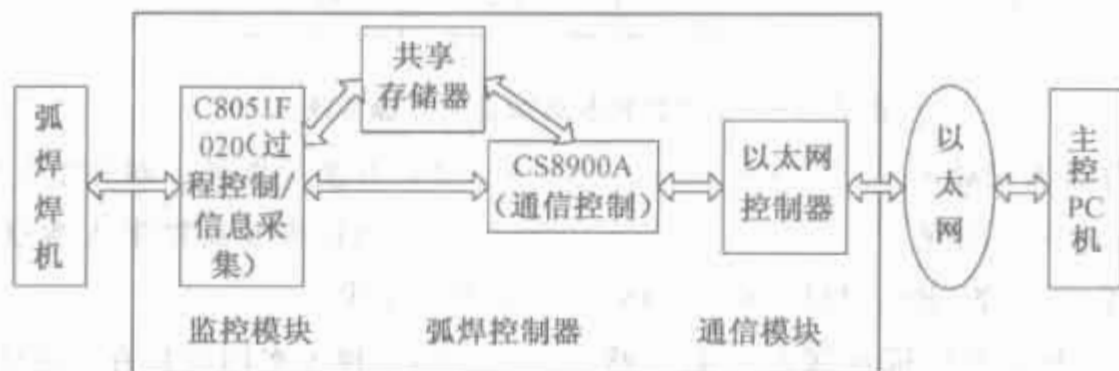 弧焊焊机
C8051F
020(过
程控制/
信息采
集)
共享
存储器
CS8900A
(通信控制)
以太网
控制器
以太网
主控PC机
监控模块
弧焊控制器
通信模块